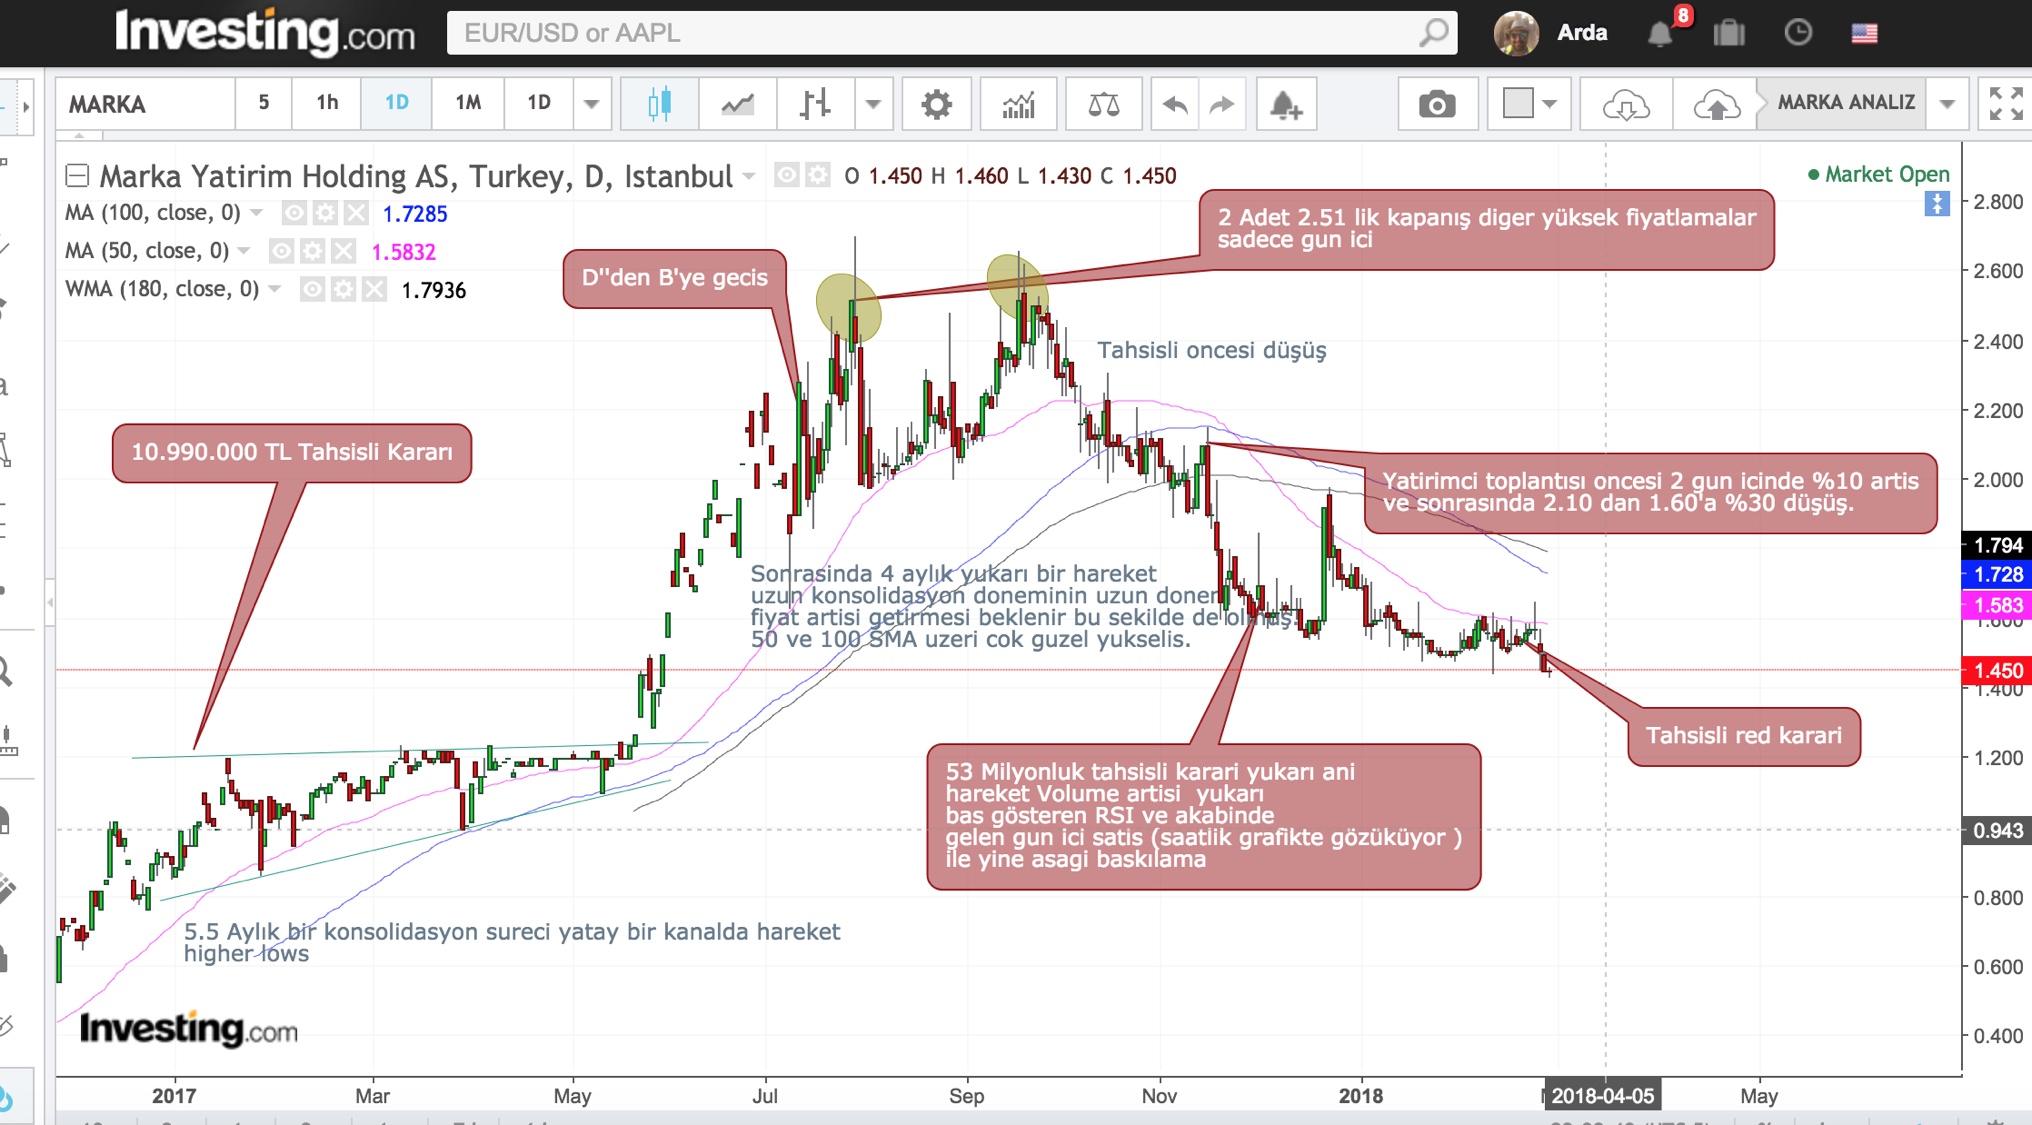 Investing.com
EUR/USD or AAPL
Arda
8
MARKA
5
1h
1D
1M
1D
MARKA ANALIZ
Marka Yatirim Holding AS, Turkey, D, Istanbul
O 1.450 H 1.460 L 1.430 C 1.450
Market Open
MA (100, close, 0) 1.7285
MA (50, close, 0) 1.5832
WMA (180, close, 0) 1.7936
2 Adet 2.51 lik kapanış diger yüksek fiyatlamalar
sadece gun ici
D''den B'ye gecis
Tahsisli oncesi düşüş
10.990.000 TL Tahsisli Kararı
Yatirimci toplantısı oncesi 2 gun icinde %10 artis
ve sonrasında 2.10 dan 1.60'a %30 düşüş.
Sonrasinda 4 aylık yukarı bir hareket
uzun konsolidasyon doneminin uzun doner
fiyat artisi getirmesi beklenir bu sekilde de olmuş.
50 ve 100 SMA uzeri cok guzel yukselis.
Tahsisli red karari
53 Milyonluk tahsisli karari yukarı ani
hareket Volume artisi yukarı
bas gösteren RSI ve akabinde
gelen gun ici satis (saatlik grafikte gözüküyor )
ile yine asagi baskılama
5.5 Aylık bir konsolidasyon sureci yatay bir kanalda hareket
higher lows
Investing.com
2.800
2.600
2.400
2.200
2.000
1.794
1.728
1.583
1.600
1.450
1.400
1.200
0.943
0.800
0.600
0.400
2017
Mar
May
Jul
Sep
Nov
2018
2018-04-05
May